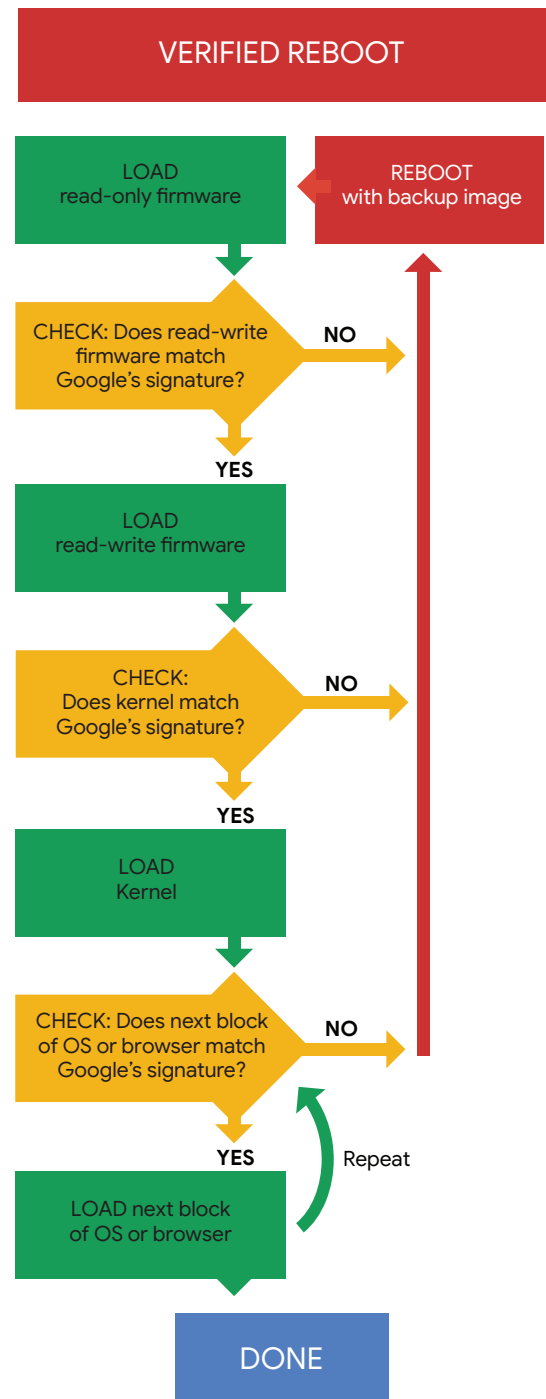 VERIFIED REBOOT
LOAD
read-only firmware
REBOOT
with backup image
CHECK: Does read-write
firmware match
Google's signature?
NO
YES
LOAD
read-write firmware
CHECK:
Does kernel match
Google's signature?
NO
YES
LOAD
Kernel
CHECK: Does next block
of OS or browser match
Google's signature?
NO
YES
Repeat
LOAD next block
of OS or browser
DONE